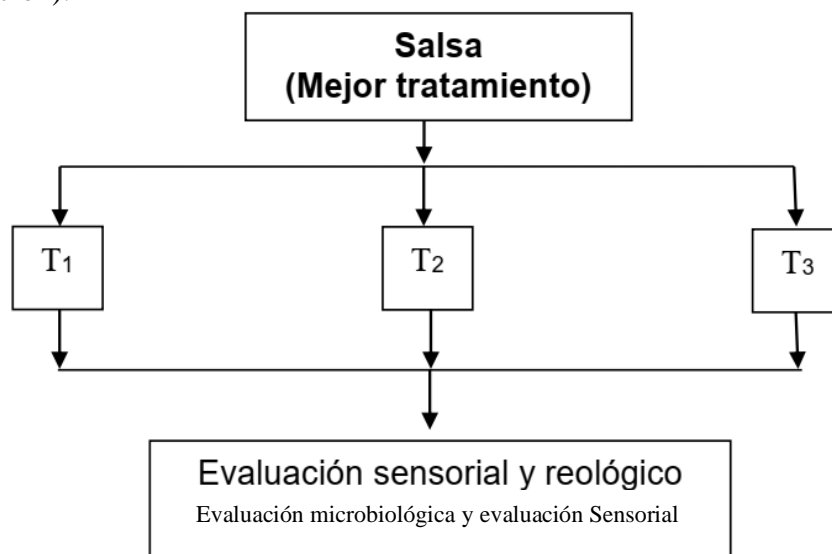 Salsa
(Mejor tratamiento)
T1 T2 T3
Evaluación sensorial y reológico
Evaluación microbiológica y evaluación Sensorial